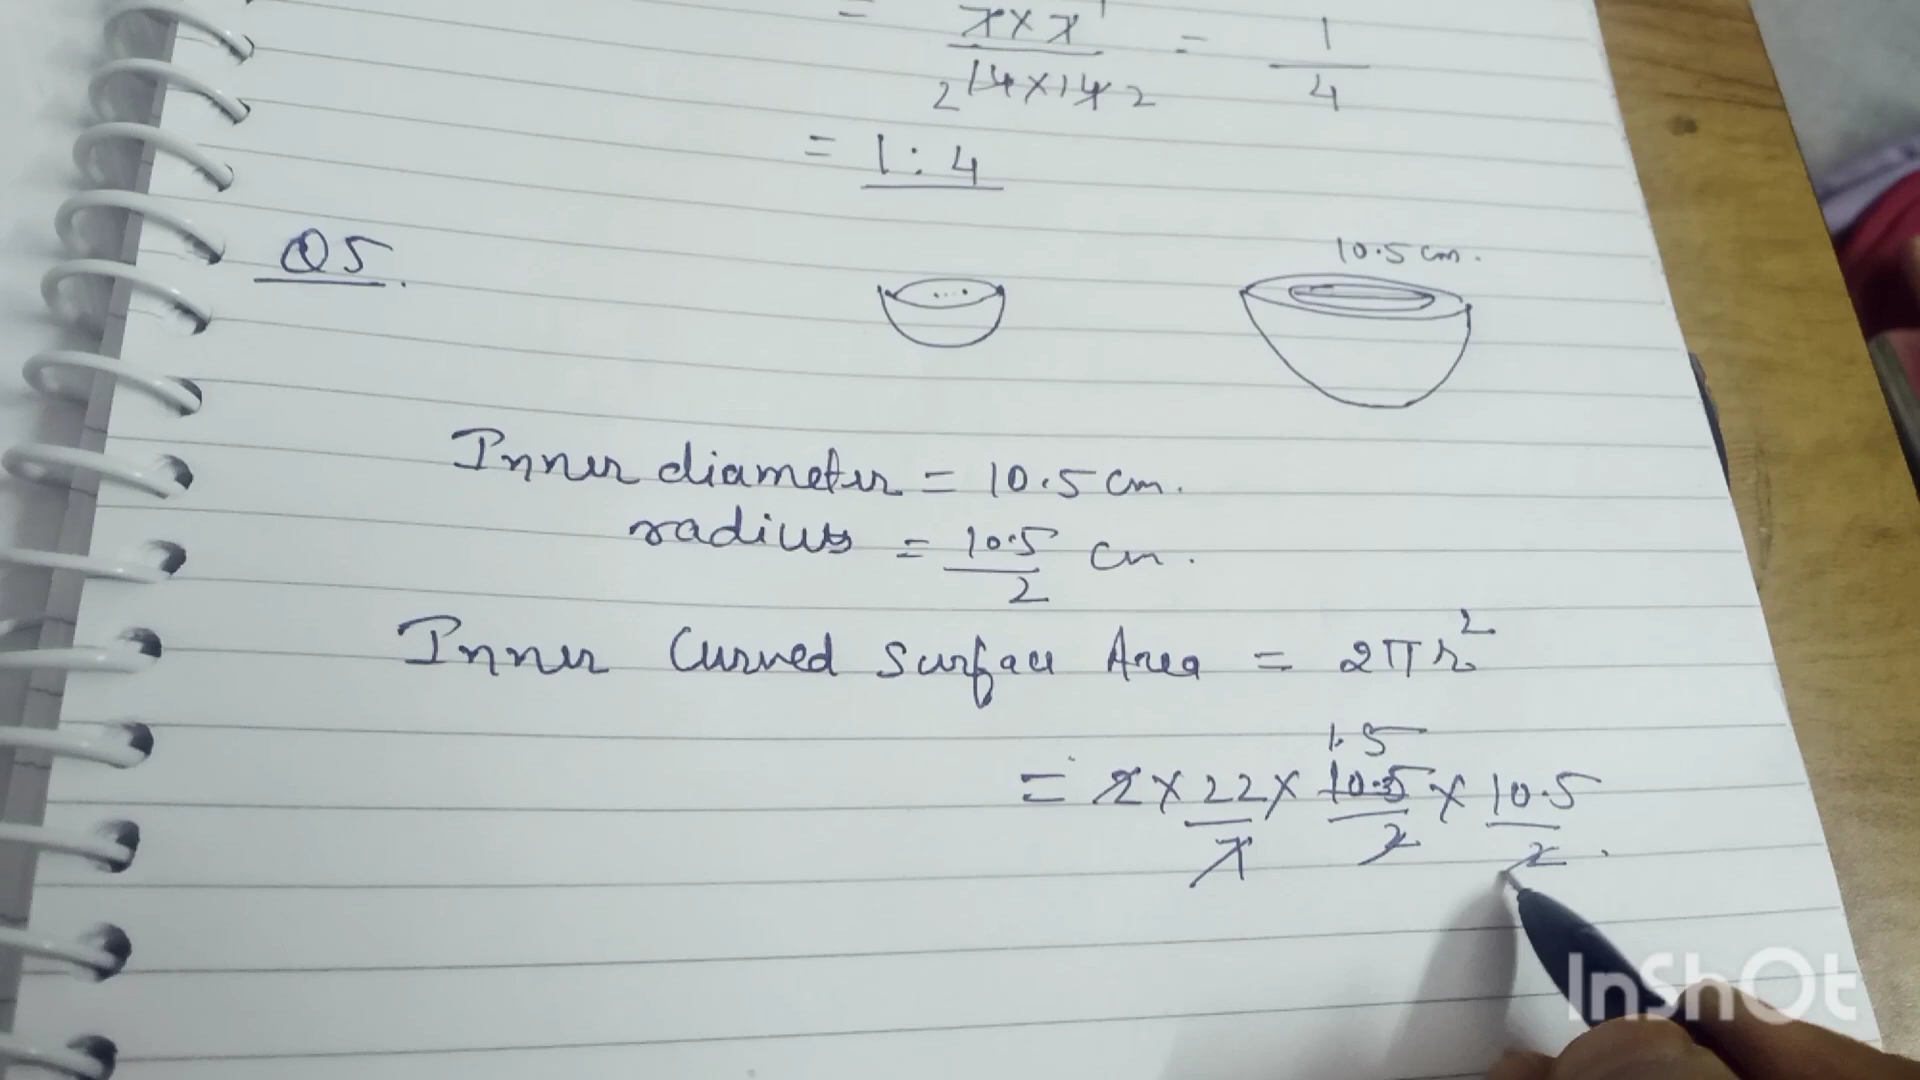 = 7×7 1 / 2 14×14 2 = 1/4
= 1:4
Q5.
10.5 cm.
Inner diameter = 10.5 cm.
radius = 10.5/2 cm.
Inner Curved Surface Area = 2πr²
1.5
= 2 × 22/7 × 10.5/2 × 10.5/2 .
InShOt